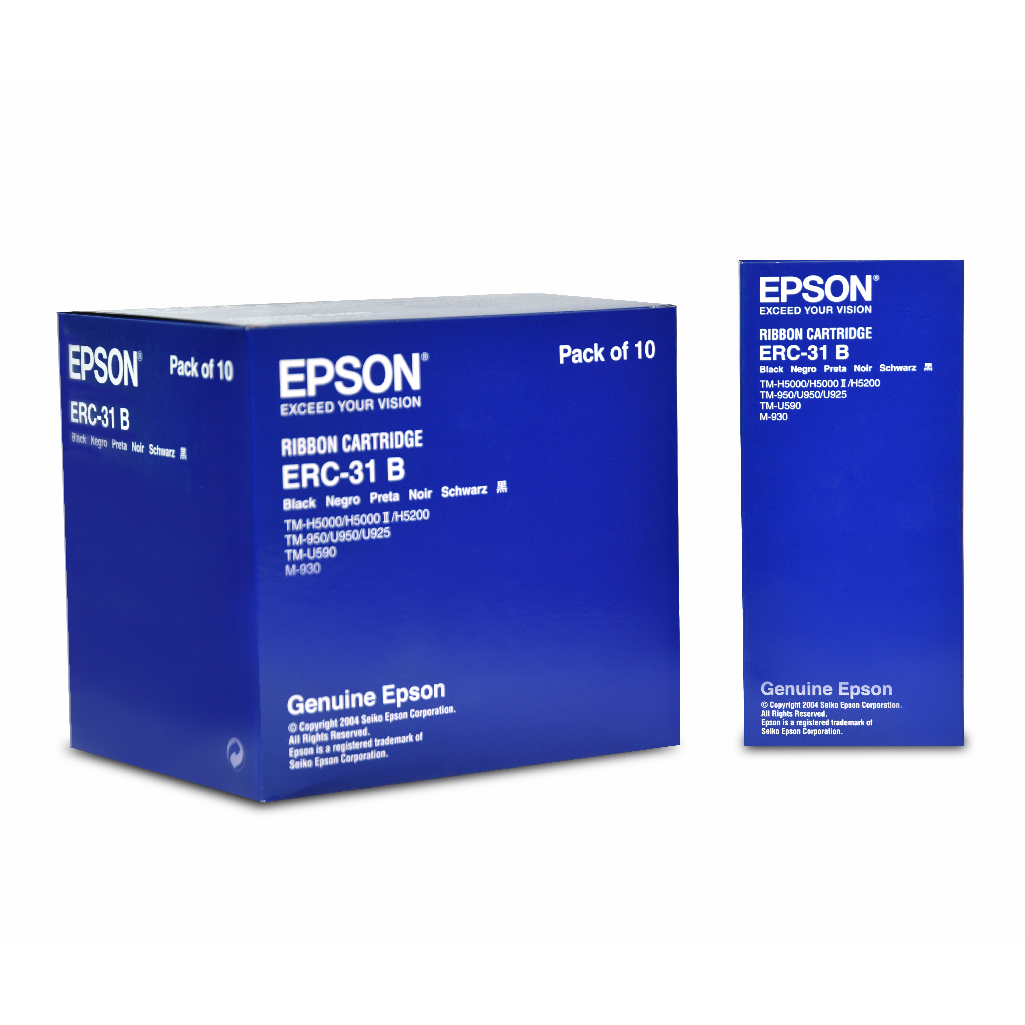 EPSON®
Pack of 10
ERC-31 B
Black Negro Preta Noir Schwarz 黒
EPSON®
EXCEED YOUR VISION
Pack of 10
RIBBON CARTRIDGE
ERC-31 B
Black Negro Preta Noir Schwarz 黒
TM-H5000/H5000Ⅱ/H5200
TM-950/U950/U925
TM-U590
M-930
Genuine Epson
© Copyright 2004 Seiko Epson Corporation.
All Rights Reserved.
Epson is a registered trademark of
Seiko Epson Corporation.
EPSON®
EXCEED YOUR VISION
RIBBON CARTRIDGE
ERC-31 B
Black Negro Preta Noir Schwarz 黒
TM-H5000/H5000Ⅱ/H5200
TM-950/U950/U925
TM-U590
M-930
Genuine Epson
© Copyright 2004 Seiko Epson Corporation.
All Rights Reserved.
Epson is a registered trademark of
Seiko Epson Corporation.